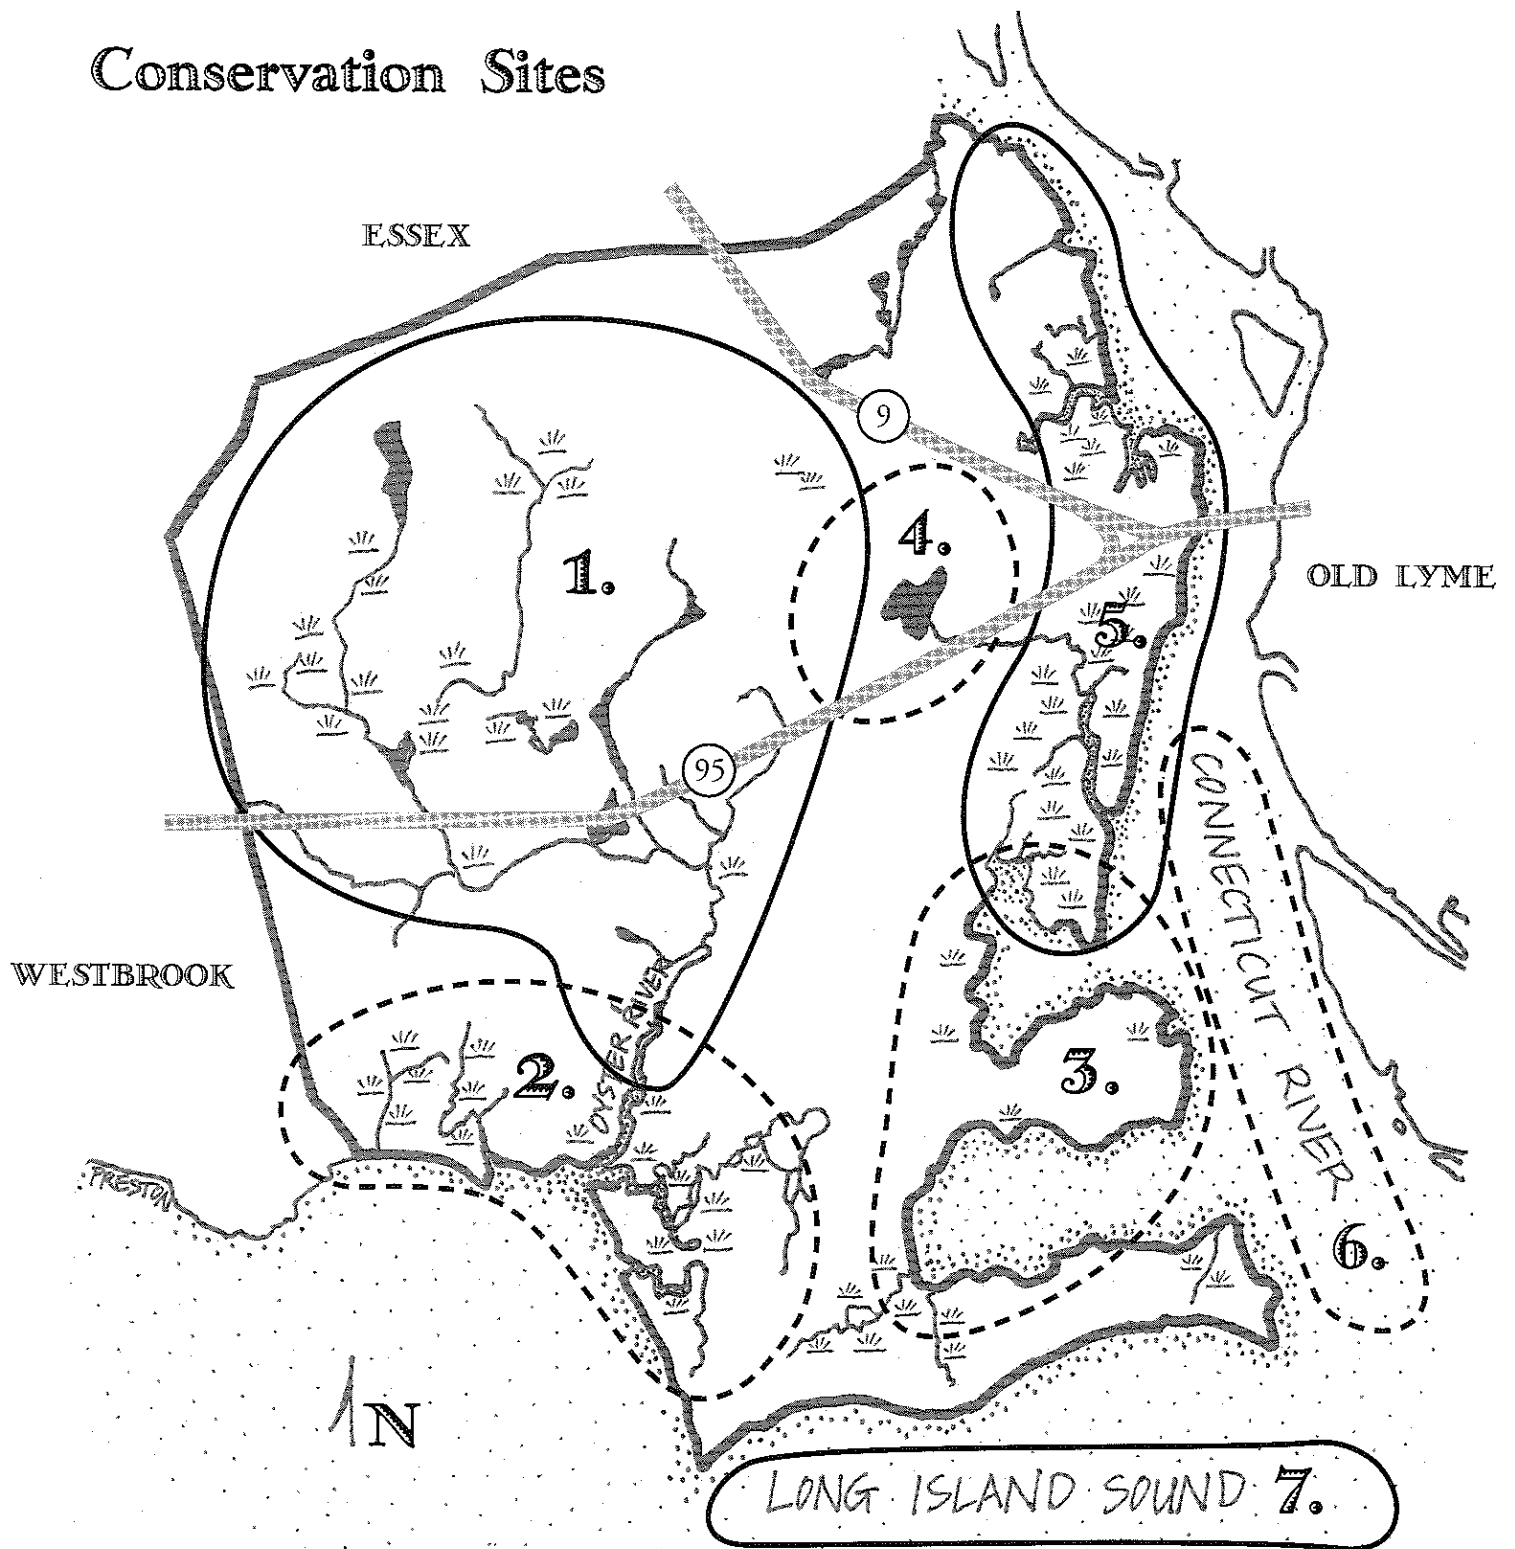 Conservation Sites
ESSEX
9
4.
1.
OLD LYME
5.
95
CONNECTICUT RIVER
WESTBROOK
OYSTER RIVER
2.
3.
PRESTON
6.
N
LONG ISLAND SOUND 7.